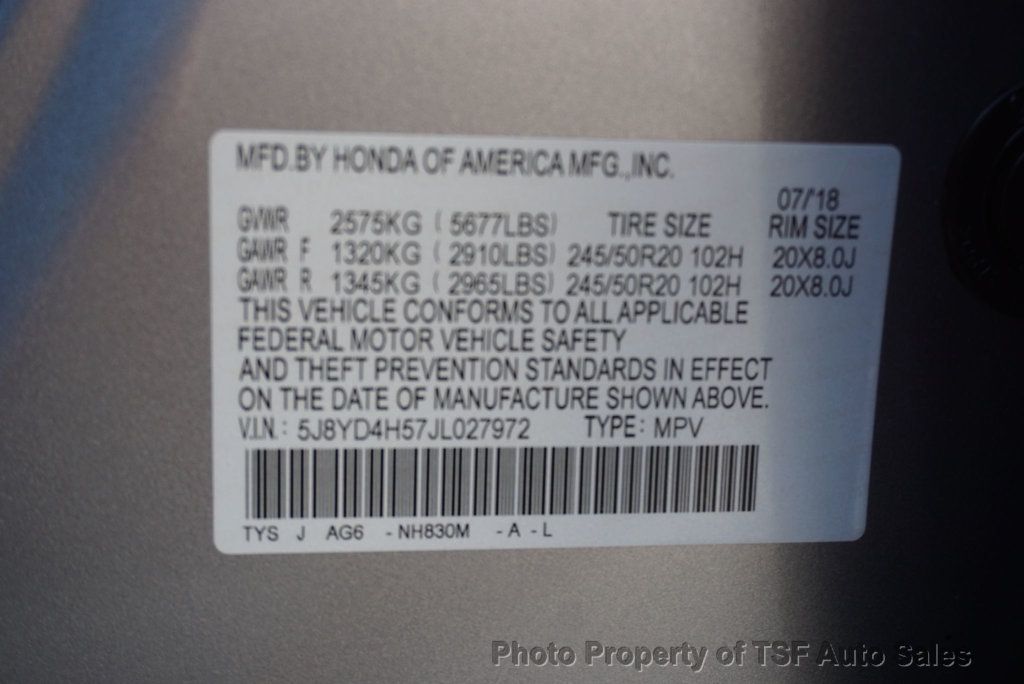 MFD.BY HONDA OF AMERICA MFG.,INC.
07/'18
GVWR 2575KG ( 5677LBS) TIRE SIZE RIM SIZE
GAWR F 1320KG ( 2910LBS) 245/50R20 102H 20X8.0J
GAWR R 1345KG ( 2965LBS) 245/50R20 102H 20X8.0J
THIS VEHICLE CONFORMS TO ALL APPLICABLE
FEDERAL MOTOR VEHICLE SAFETY
AND THEFT PREVENTION STANDARDS IN EFFECT
ON THE DATE OF MANUFACTURE SHOWN ABOVE.
V.I.N.: 5J8YD4H57JL027972 TYPE: MPV
TYS J AG6 - NH830M - A - L
Photo Property of TSF Auto Sales